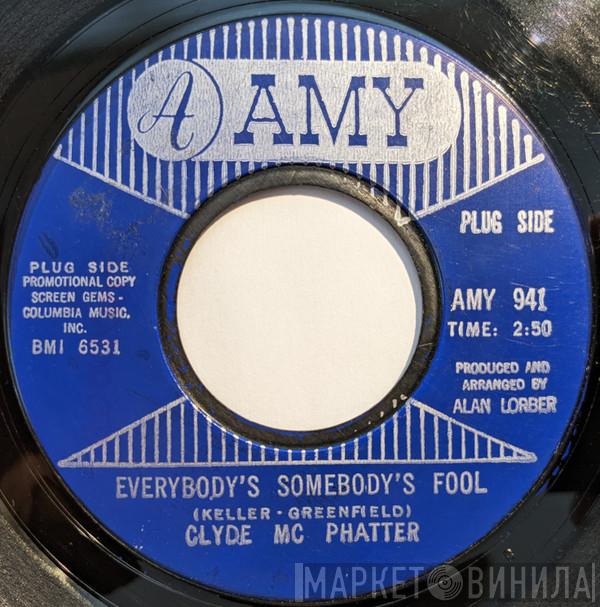 A AMY
PLUG SIDE
PLUG SIDE
PROMOTIONAL COPY
SCREEN GEMS -
COLUMBIA MUSIC,
INC.
BMI 6531
AMY 941
TIME: 2:50
PRODUCED AND
ARRANGED BY
ALAN LORBER
EVERYBODY'S SOMEBODY'S FOOL
(KELLER - GREENFIELD)
CLYDE MC PHATTER
МАРКЕТ ВИНИЛА